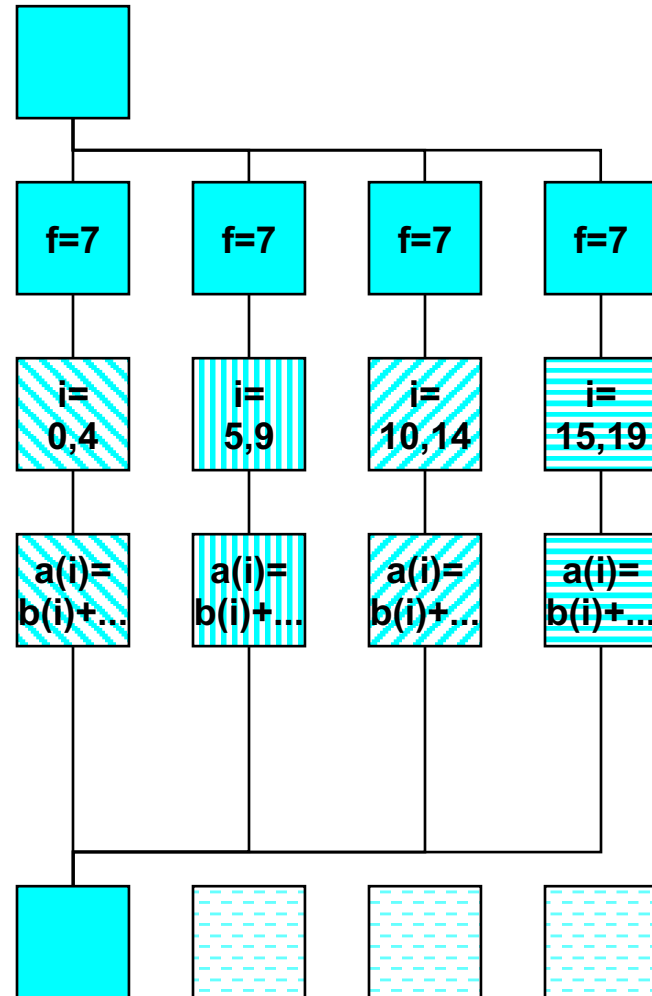 f=7 f=7 f=7 f=7
i= i= i= i=
0,4 5,9 10,14 15,19
a(i)= a(i)= a(i)= a(i)=
b(i)+... b(i)+... b(i)+... b(i)+...